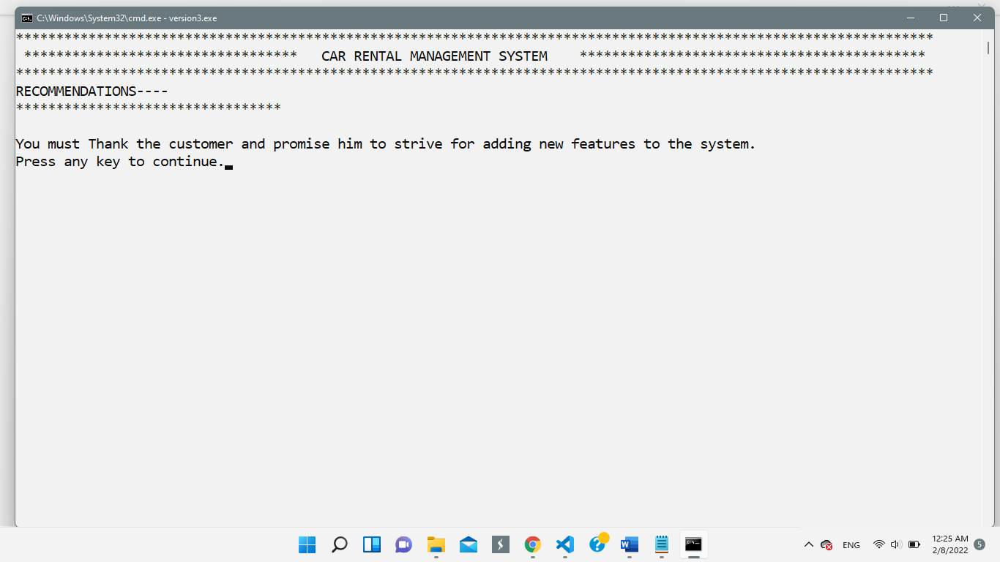 C:\Windows\System32\cmd.exe - version3.exe
******************************************************************************************************************
********************************** CAR RENTAL MANAGEMENT SYSTEM *******************************************
******************************************************************************************************************
RECOMMENDATIONS----
*********************************
You must Thank the customer and promise him to strive for adding new features to the system.
Press any key to continue.
ENG
12:25 AM
2/8/2022
5